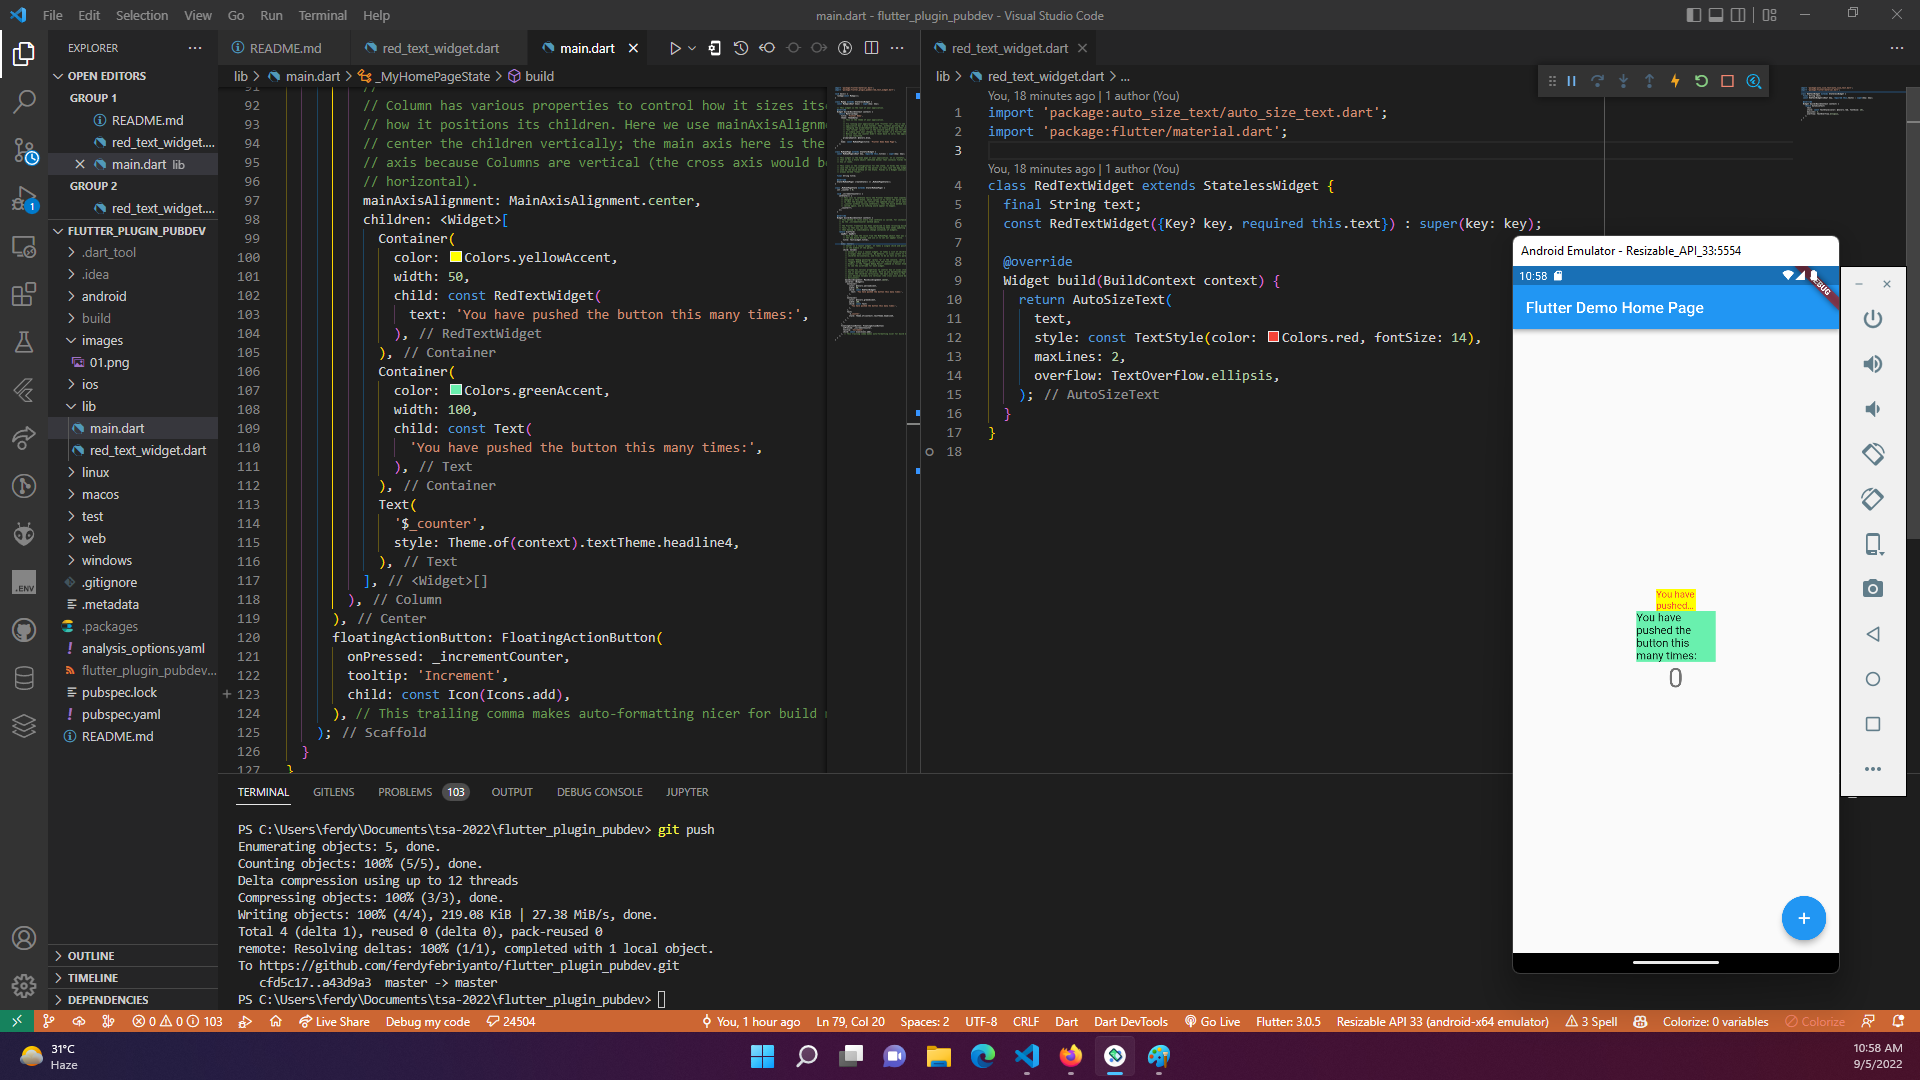 File Edit Selection View Go Run Terminal Help
main.dart - flutter_plugin_pubdev - Visual Studio Code
EXPLORER
OPEN EDITORS
GROUP 1
README.md
red_text_widget....
main.dart lib
GROUP 2
red_text_widget....
FLUTTER_PLUGIN_PUBDEV
.dart_tool
.idea
android
build
images
01.png
ios
lib
main.dart
red_text_widget.dart
linux
macos
test
web
windows
.gitignore
.metadata
.packages
analysis_options.yaml
flutter_plugin_pubdev...
pubspec.lock
pubspec.yaml
README.md
OUTLINE
TIMELINE
DEPENDENCIES
1
.ENV
README.md red_text_widget.dart main.dart
lib > main.dart > _MyHomePageState > build
91 //
92 // Column has various properties to control how it sizes its
93 // how it positions its children. Here we use mainAxisAlignm
94 // center the children vertically; the main axis here is the
95 // axis because Columns are vertical (the cross axis would b
96 // horizontal).
97 mainAxisAlignment: MainAxisAlignment.center,
98 children: <Widget>[
99 Container(
100 color: Colors.yellowAccent,
101 width: 50,
102 child: const RedTextWidget(
103 text: 'You have pushed the button this many times:',
104 ), // RedTextWidget
105 ), // Container
106 Container(
107 color: Colors.greenAccent,
108 width: 100,
109 child: const Text(
110 'You have pushed the button this many times:',
111 ), // Text
112 ), // Container
113 Text(
114 '$_counter',
115 style: Theme.of(context).textTheme.headline4,
116 ), // Text
117 ], // <Widget>[]
118 ), // Column
119 ), // Center
120 floatingActionButton: FloatingActionButton(
121 onPressed: _incrementCounter,
122 tooltip: 'Increment',
123 child: const Icon(Icons.add),
124 ), // This trailing comma makes auto-formatting nicer for build
125 ); // Scaffold
126 }
127 }
red_text_widget.dart
lib > red_text_widget.dart > ...
You, 18 minutes ago | 1 author (You)
1 import 'package:auto_size_text/auto_size_text.dart';
2 import 'package:flutter/material.dart';
3
You, 18 minutes ago | 1 author (You)
4 class RedTextWidget extends StatelessWidget {
5 final String text;
6 const RedTextWidget({Key? key, required this.text}) : super(key: key);
7
8 @override
9 Widget build(BuildContext context) {
10 return AutoSizeText(
11 text,
12 style: const TextStyle(color: Colors.red, fontSize: 14),
13 maxLines: 2,
14 overflow: TextOverflow.ellipsis,
15 ); // AutoSizeText
16 }
17 }
18
Android Emulator - Resizable_API_33:5554
10:58
DEBUG
Flutter Demo Home Page
You have
pushed...
You have
pushed the
button this
many times:
0
TERMINAL GITLENS PROBLEMS 103 OUTPUT DEBUG CONSOLE JUPYTER
PS C:\Users\ferdy\Documents\tsa-2022\flutter_plugin_pubdev> git push
Enumerating objects: 5, done.
Counting objects: 100% (5/5), done.
Delta compression using up to 12 threads
Compressing objects: 100% (3/3), done.
Writing objects: 100% (4/4), 219.08 KiB | 27.38 MiB/s, done.
Total 4 (delta 1), reused 0 (delta 0), pack-reused 0
remote: Resolving deltas: 100% (1/1), completed with 1 local object.
To https://github.com/ferdyfebriyanto/flutter_plugin_pubdev.git
cfd5c17..a43d9a3 master -> master
PS C:\Users\ferdy\Documents\tsa-2022\flutter_plugin_pubdev>
0 0 103 Live Share Debug my code 24504 You, 1 hour ago Ln 79, Col 20 Spaces: 2 UTF-8 CRLF Dart Dart DevTools Go Live Flutter: 3.0.5 Resizable API 33 (android-x64 emulator) 3 Spell Colorize: 0 variables Colorize
31°C
Haze
10:58 AM
9/5/2022